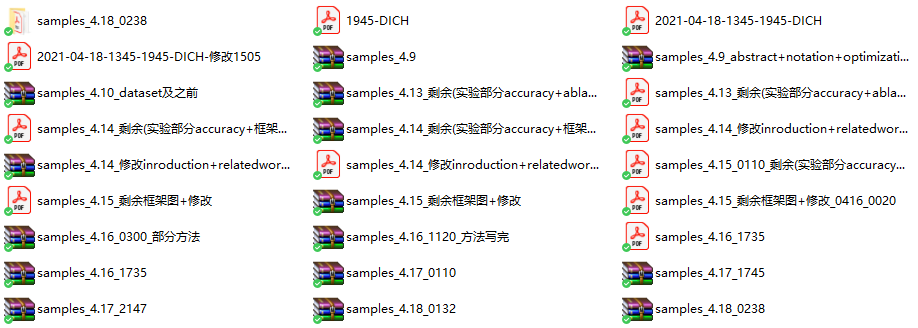 samples_4.18_0238
1945-DICH
2021-04-18-1345-1945-DICH
2021-04-18-1345-1945-DICH-修改1505
samples_4.9
samples_4.9_abstract+notation+optimizati...
samples_4.10_dataset及之前
samples_4.13_剩余(实验部分accuracy+abla...
samples_4.13_剩余(实验部分accuracy+abla...
samples_4.14_剩余(实验部分accuracy+框架...
samples_4.14_剩余(实验部分accuracy+框架...
samples_4.14_修改inroduction+relatedwor...
samples_4.14_修改inroduction+relatedwor...
samples_4.14_修改inroduction+relatedwor...
samples_4.15_0110_剩余(实验部分accuracy...
samples_4.15_剩余框架图+修改
samples_4.15_剩余框架图+修改
samples_4.15_剩余框架图+修改_0416_0020
samples_4.16_0300_部分方法
samples_4.16_1120_方法写完
samples_4.16_1735
samples_4.16_1735
samples_4.17_0110
samples_4.17_1745
samples_4.17_2147
samples_4.18_0132
samples_4.18_0238